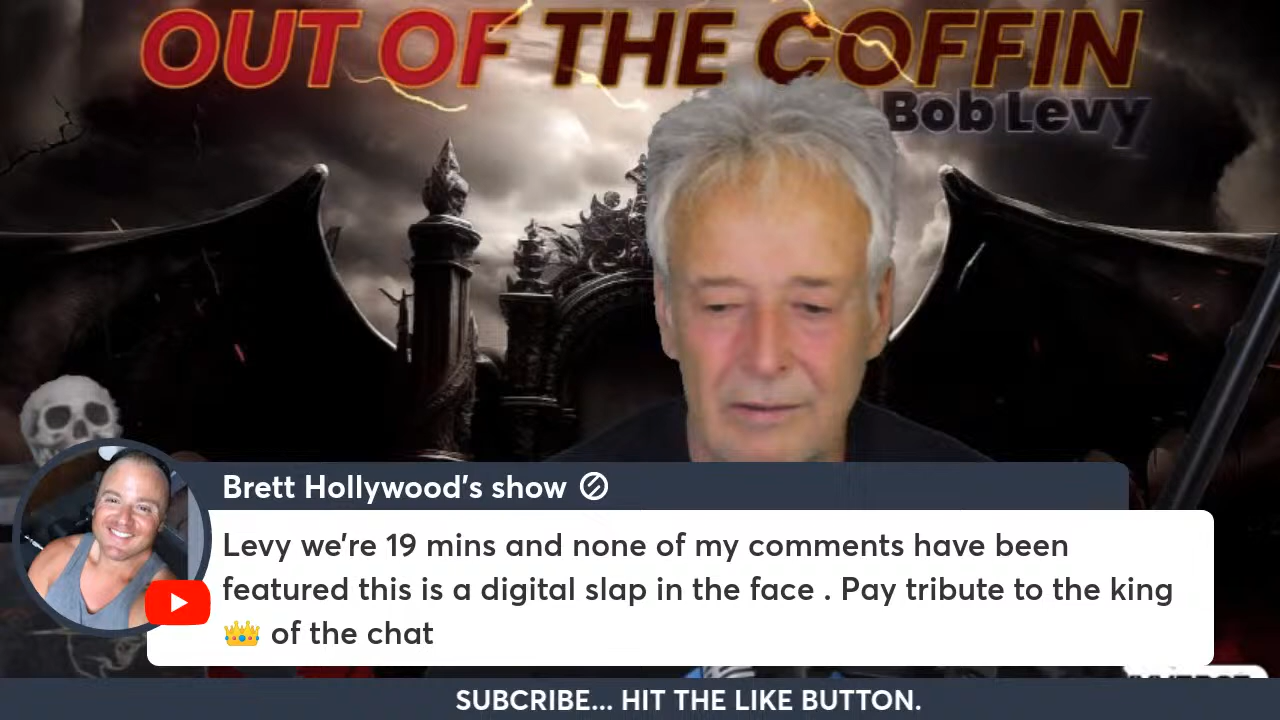 OUT OF THE COFFIN
Bob Levy
Brett Hollywood's show
Levy we're 19 mins and none of my comments have been
featured this is a digital slap in the face . Pay tribute to the king
👑 of the chat
SUBCRIBE... HIT THE LIKE BUTTON.